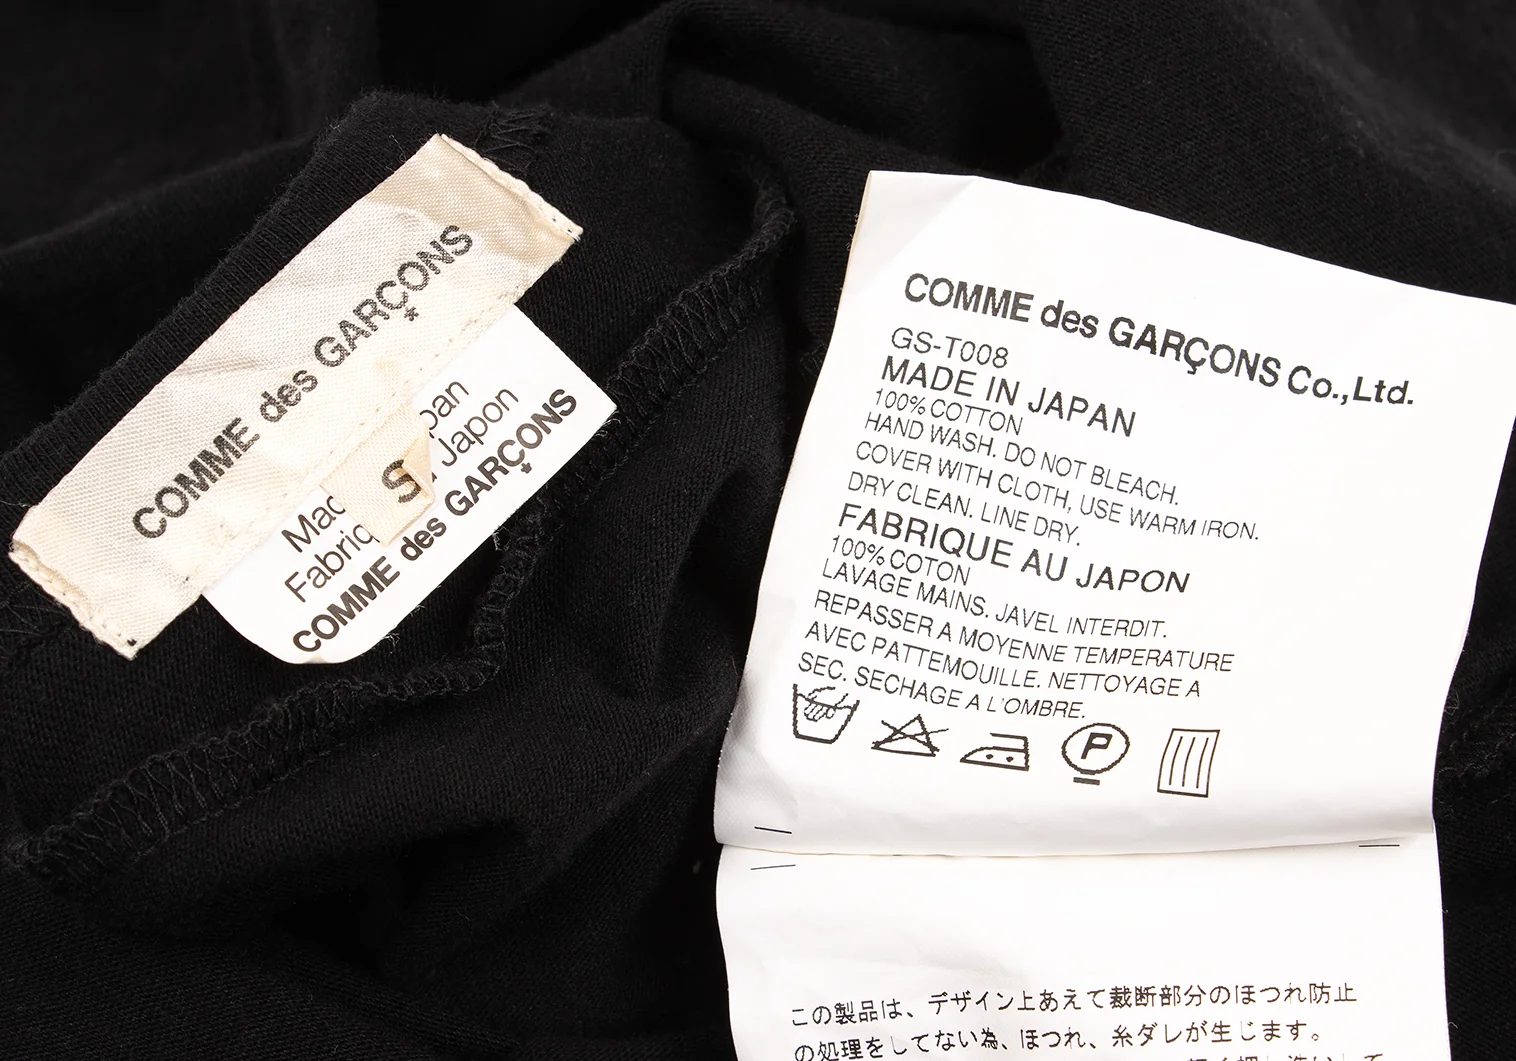 COMME des GARÇONS
S
Japon
COMME des GARÇONS
COMME des GARÇONS Co.,Ltd.
GS-T008
MADE IN JAPAN
100% COTTON
HAND WASH. DO NOT BLEACH.
COVER WITH CLOTH, USE WARM IRON.
DRY CLEAN. LINE DRY.
FABRIQUE AU JAPON
100% COTON
LAVAGE MAINS. JAVEL INTERDIT.
REPASSER A MOYENNE TEMPERATURE
AVEC PATTEMOUILLE. NETTOYAGE A
SEC. SECHAGE A L'OMBRE.
P
この製品は、デザイン上あえて裁断部分のほつれ防止
の処理をしてない為、ほつれ、糸ダレが生じます。